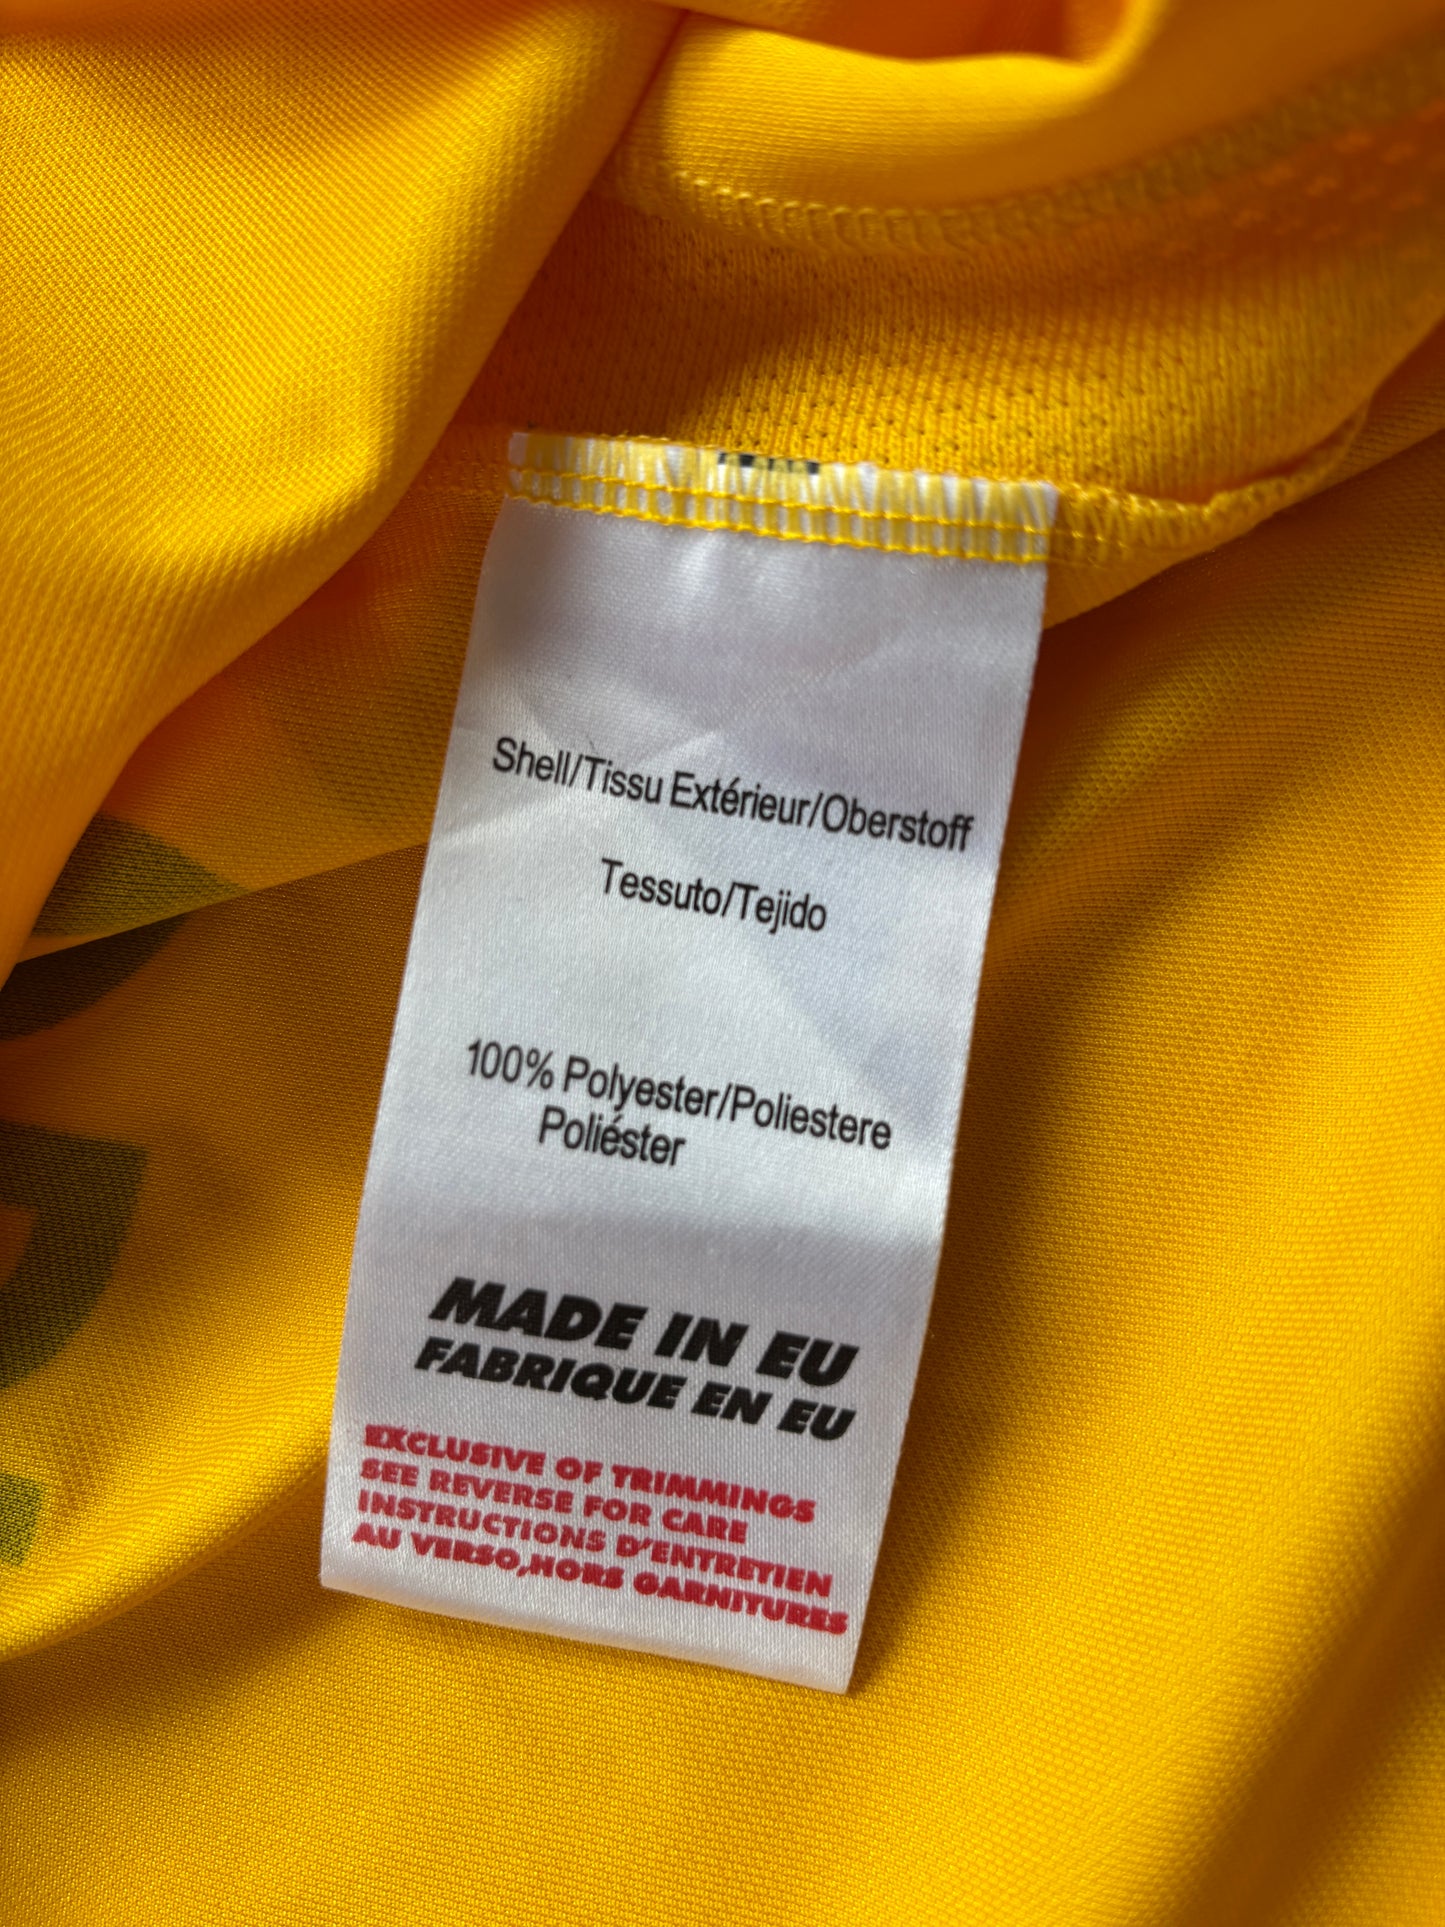 Shell/Tissu Extérieur/Oberstoff
Tessuto/Tejido
100% Polyester/Poliestere
Poliéster
MADE IN EU
FABRIQUE EN EU
EXCLUSIVE OF TRIMMINGS
SEE REVERSE FOR CARE
INSTRUCTIONS D'ENTRETIEN
AU VERSO,HORS GARNITURES